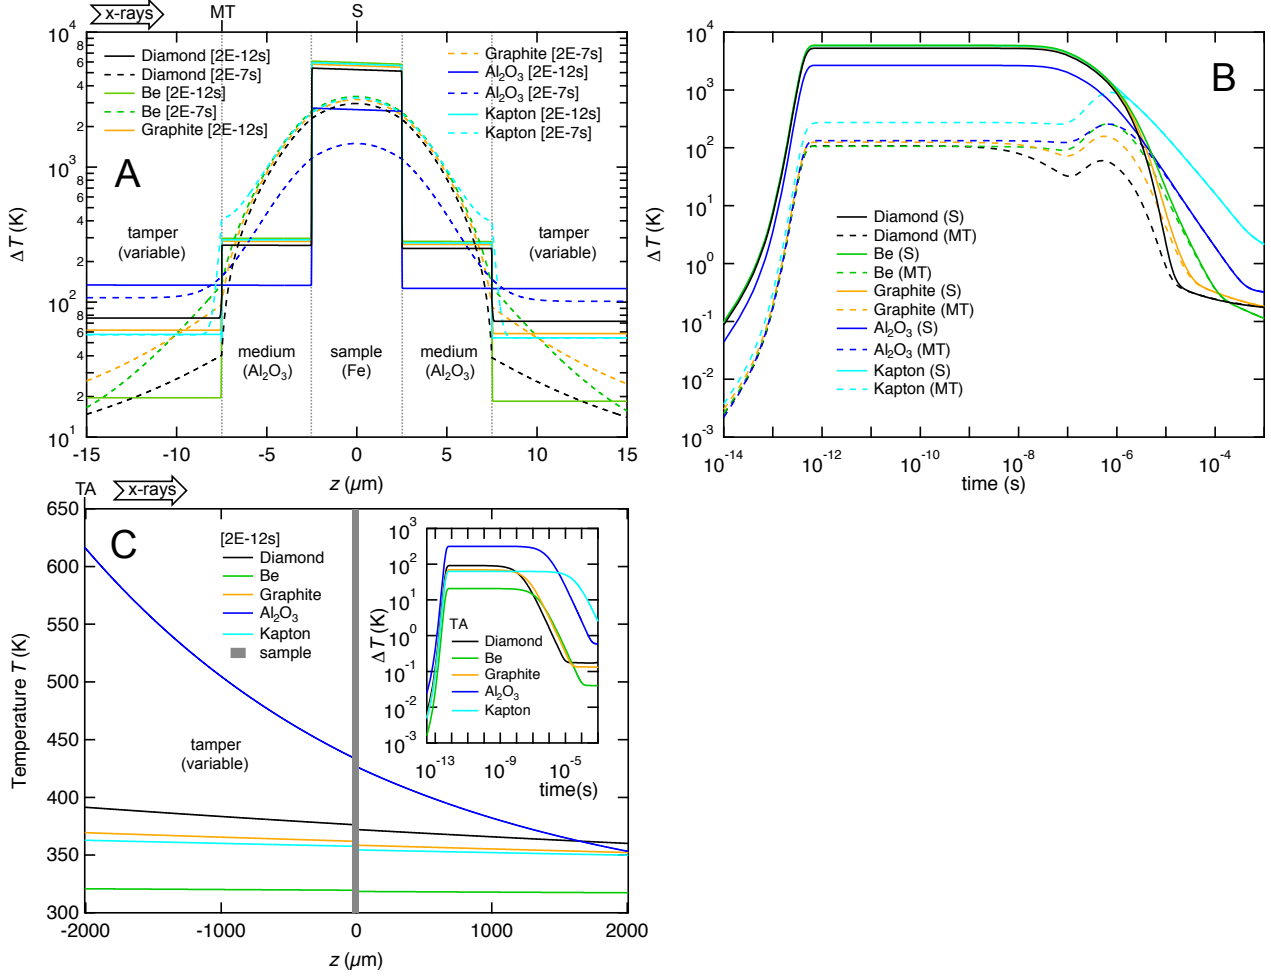 x-rays
MT
S
10^4
8
6
4
2
10^3
8
6
4
2
10^2
8
6
4
2
10^1
Δ T (K)
Diamond [2E-12s]
Diamond [2E-7s]
Be [2E-12s]
Be [2E-7s]
Graphite [2E-12s]
Graphite [2E-7s]
Al2O3 [2E-12s]
Al2O3 [2E-7s]
Kapton [2E-12s]
Kapton [2E-7s]
A
tamper
(variable)
tamper
(variable)
medium
(Al2O3)
sample
(Fe)
medium
(Al2O3)
-15
-10
-5
0
5
10
15
z (µm)
B
10^4
10^3
10^2
10^1
10^0
10^-1
10^-2
10^-3
Δ T (K)
Diamond (S)
Diamond (MT)
Be (S)
Be (MT)
Graphite (S)
Graphite (MT)
Al2O3 (S)
Al2O3 (MT)
Kapton (S)
Kapton (MT)
10^-14
10^-12
10^-10
10^-8
10^-6
10^-4
time (s)
TA
x-rays
650
600
550
500
450
400
350
300
Temperature T (K)
C
[2E-12s]
Diamond
Be
Graphite
Al2O3
Kapton
sample
tamper
(variable)
10^3
10^2
10^1
10^0
10^-1
10^-2
10^-3
Δ T (K)
TA
Diamond
Be
Graphite
Al2O3
Kapton
10^-13
10^-9
10^-5
time(s)
-2000
-1000
0
1000
2000
z (µm)